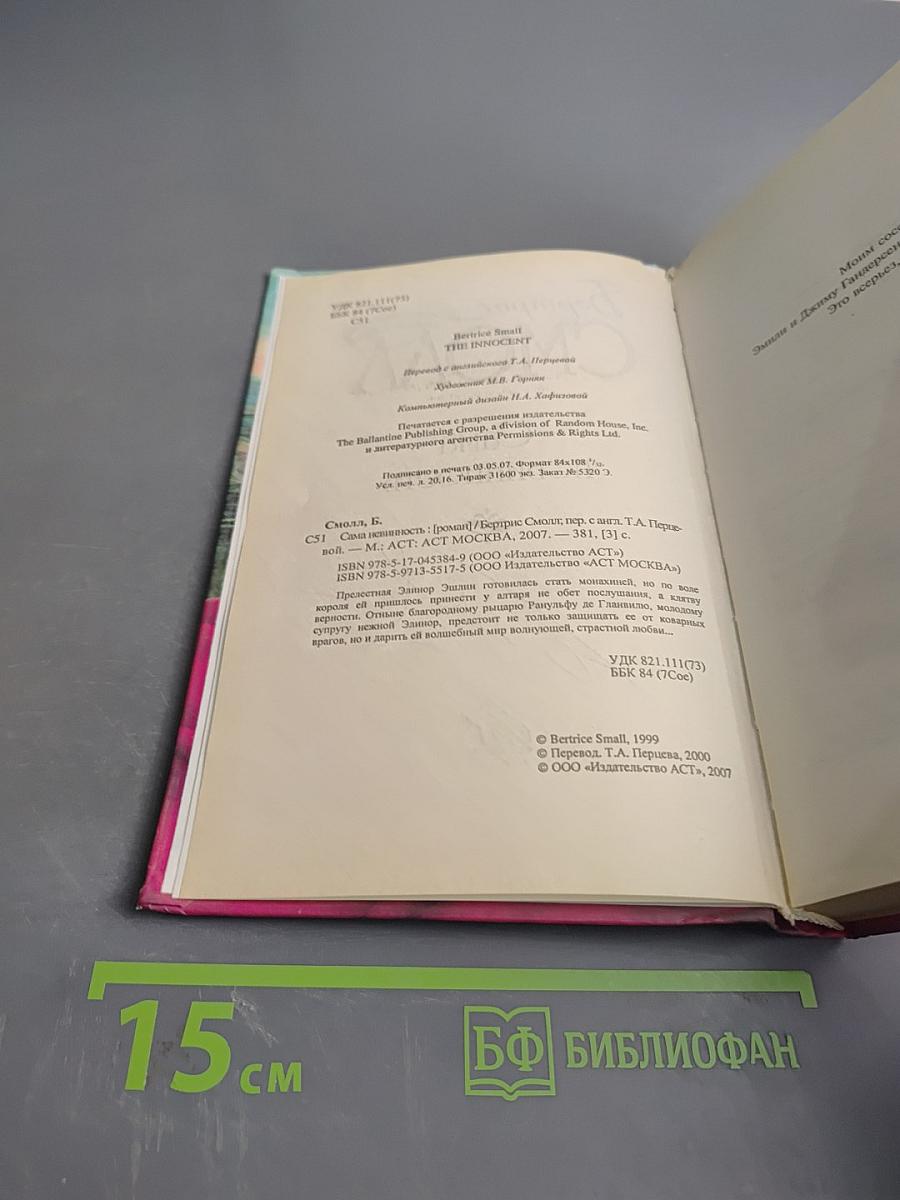 УДК 821.111(73)
ББК 84 (7Сое)
С51
Bertrice Small
THE INNOCENT
Перевод с английского Т.А. Перцевой
Художник М.В. Горнян
Компьютерный дизайн Н.А. Хафизовой
Печатается с разрешения издательства
The Ballantine Publishing Group, a division of Random House, Inc.
и литературного агентства Permissions & Rights Ltd.
Подписано в печать 03.05.07. Формат 84x108 1/32.
Усл. печ. л. 20,16. Тираж 31600 экз. Заказ № 5320 Э.
Смолл, Б.
С51 Сама невинность : [роман] / Бертрис Смолл; пер. с англ. Т.А. Перце-
вой. — М.: АСТ: АСТ МОСКВА, 2007. — 381, [3] с.
ISBN 978-5-17-045384-9 (ООО «Издательство АСТ»)
ISBN 978-5-9713-5517-5 (ООО Издательство «АСТ МОСКВА»)
Прелестная Элинор Эшлин готовилась стать монахиней, но по воле
короля ей пришлось принести у алтаря не обет послушания, а клятву
верности. Отныне благородному рыцарю Ранульфу де Гланвилю, молодому
супругу нежной Элинор, предстоит не только защищать ее от коварных
врагов, но и дарить ей волшебный мир волнующей, страстной любви...
УДК 821.111(73)
ББК 84 (7Сое)
© Bertrice Small, 1999
© Перевод. Т.А. Перцева, 2000
© ООО «Издательство АСТ», 2007
Моим
Эмили и Джиму
Это всерьез,
15 см
БФ БИБЛИОФАН